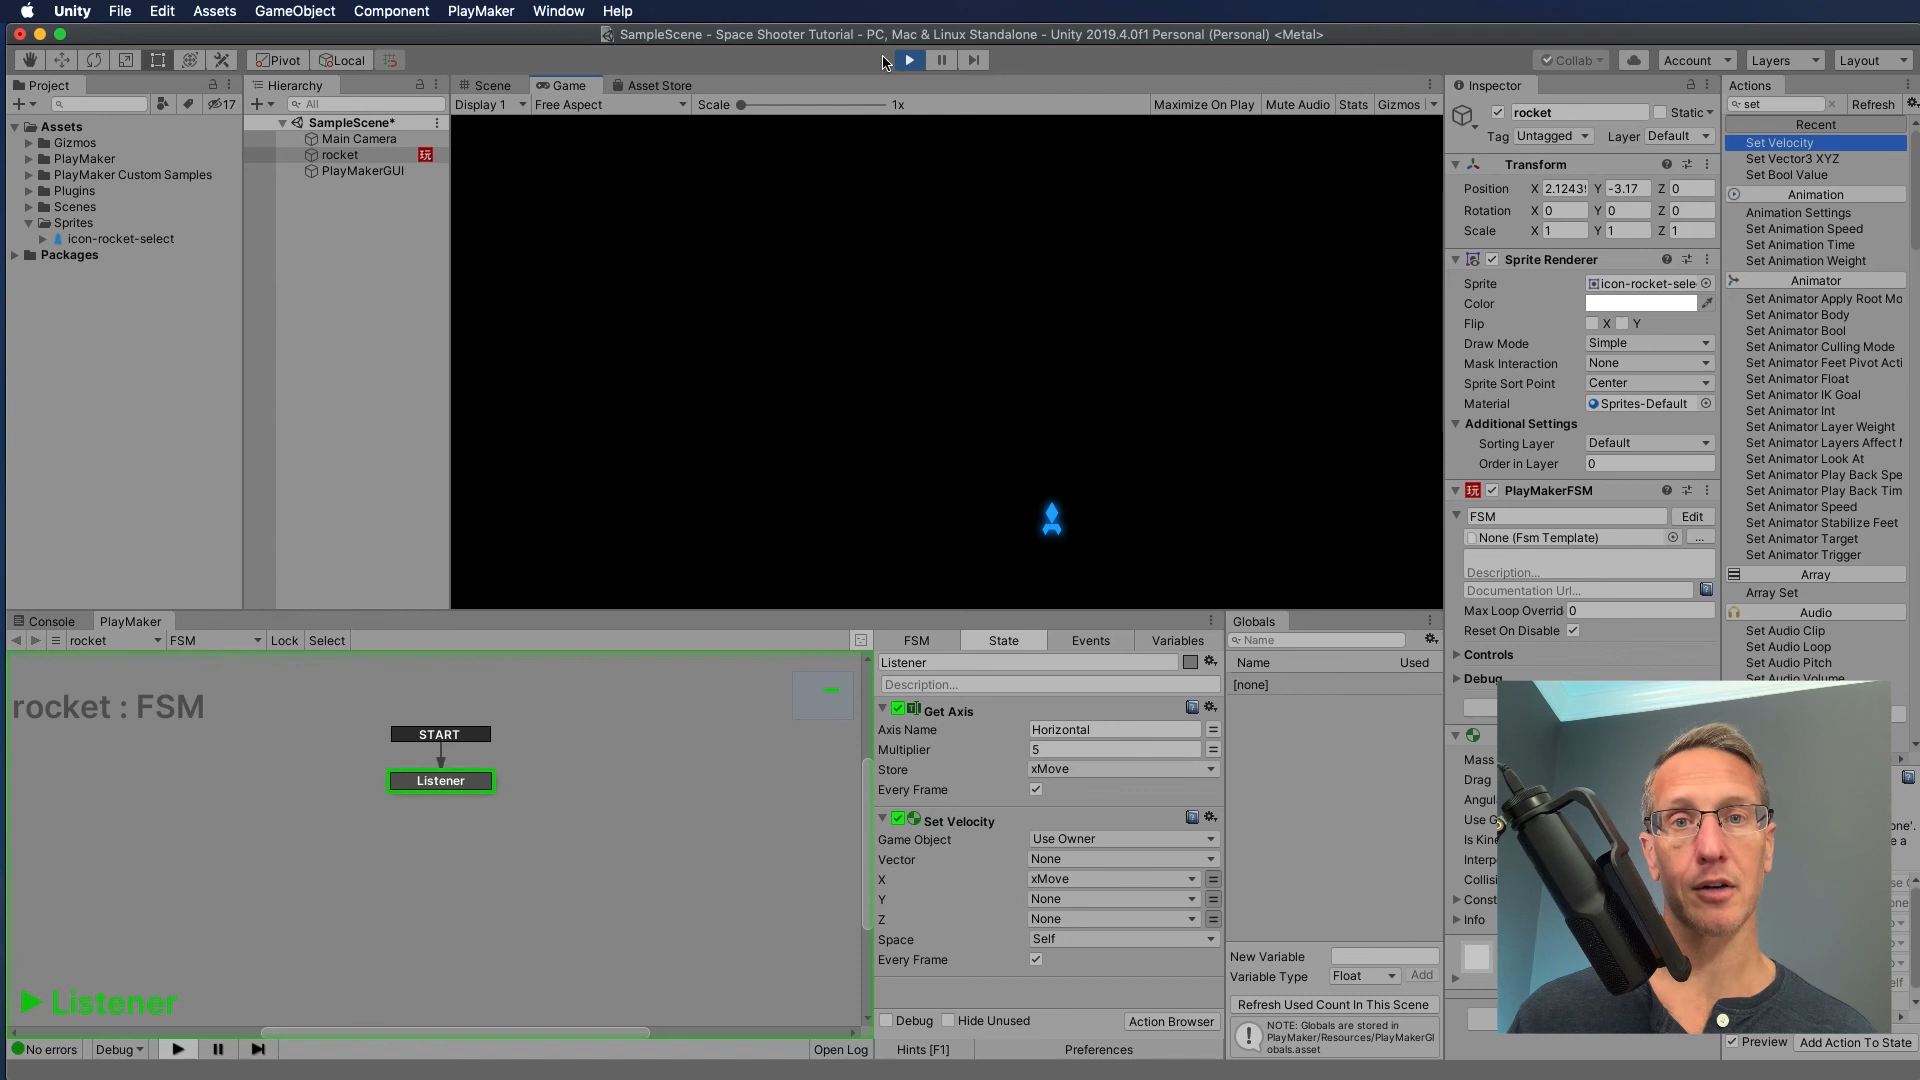 Unity File Edit Assets GameObject Component PlayMaker Window Help
SampleScene - Space Shooter Tutorial - PC, Mac & Linux Standalone - Unity 2019.4.0f1 Personal (Personal) <Metal>
Pivot Local Collab Account Layers Layout
Project
17
Assets
Gizmos
PlayMaker
PlayMaker Custom Samples
Plugins
Scenes
Sprites
icon-rocket-select
Packages
Hierarchy
All
SampleScene*
Main Camera
rocket 玩
PlayMakerGUI
Scene Game Asset Store
Display 1 Free Aspect Scale 1x Maximize On Play Mute Audio Stats Gizmos
Inspector
rocket Static
Tag Untagged Layer Default
Transform
Position X 2.1243 Y -3.17 Z 0
Rotation X 0 Y 0 Z 0
Scale X 1 Y 1 Z 1
Sprite Renderer
Sprite icon-rocket-sele
Color
Flip X Y
Draw Mode Simple
Mask Interaction None
Sprite Sort Point Center
Material Sprites-Default
Additional Settings
Sorting Layer Default
Order in Layer 0
玩 PlayMakerFSM
FSM Edit
None (Fsm Template) ...
Description...
Documentation Url...
Max Loop Overrid 0
Reset On Disable
Controls
Debug
Mass
Drag
Angul
Use G
Is Kine
Interp
Collisi
Const
Info
Actions
set Refresh
Recent
Set Velocity
Set Vector3 XYZ
Set Bool Value
Animation
Animation Settings
Set Animation Speed
Set Animation Time
Set Animation Weight
Animator
Set Animator Apply Root Mo
Set Animator Body
Set Animator Bool
Set Animator Culling Mode
Set Animator Feet Pivot Acti
Set Animator Float
Set Animator IK Goal
Set Animator Int
Set Animator Layer Weight
Set Animator Layers Affect
Set Animator Look At
Set Animator Play Back Spe
Set Animator Play Back Tim
Set Animator Speed
Set Animator Stabilize Feet
Set Animator Target
Set Animator Trigger
Array
Array Set
Audio
Set Audio Clip
Set Audio Loop
Set Audio Pitch
Set Audio Volume
Preview Add Action To State
Console PlayMaker
rocket FSM Lock Select
rocket : FSM
START
Listener
Listener
No errors Debug Open Log
FSM State Events Variables
Listener
Description...
Get Axis
Axis Name Horizontal
Multiplier 5
Store xMove
Every Frame
Set Velocity
Game Object Use Owner
Vector None
X xMove
Y None
Z None
Space Self
Every Frame
Debug Hide Unused Action Browser
Hints [F1] Preferences
Globals
Name
Name Used
[none]
New Variable
Variable Type Float Add
Refresh Used Count In This Scene
NOTE: Globals are stored in
PlayMaker/Resources/PlayMakerGl
obals.asset